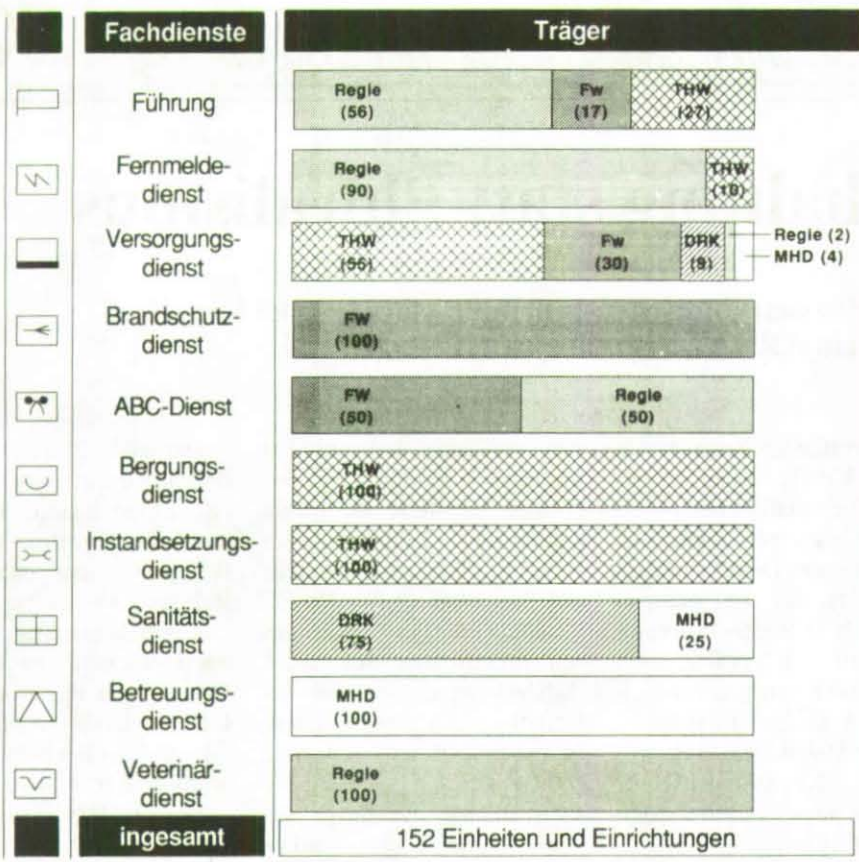 Fachdienste Träger
Führung
Regie Fw THW
(56) (17) (27)
Fernmelde-
dienst
Regie THW
(90) (10)
Versorgungs-
dienst
THW Fw DRK Regie (2)
(55) (30) (9) MHD (4)
Brandschutz-
dienst
FW
(100)
ABC-Dienst
FW Regie
(50) (50)
Bergungs-
dienst
THW
(100)
Instandsetzungs-
dienst
THW
(100)
Sanitäts-
dienst
DRK MHD
(75) (25)
Betreuungs-
dienst
MHD
(100)
Veterinär-
dienst
Regie
(100)
ingesamt 152 Einheiten und Einrichtungen